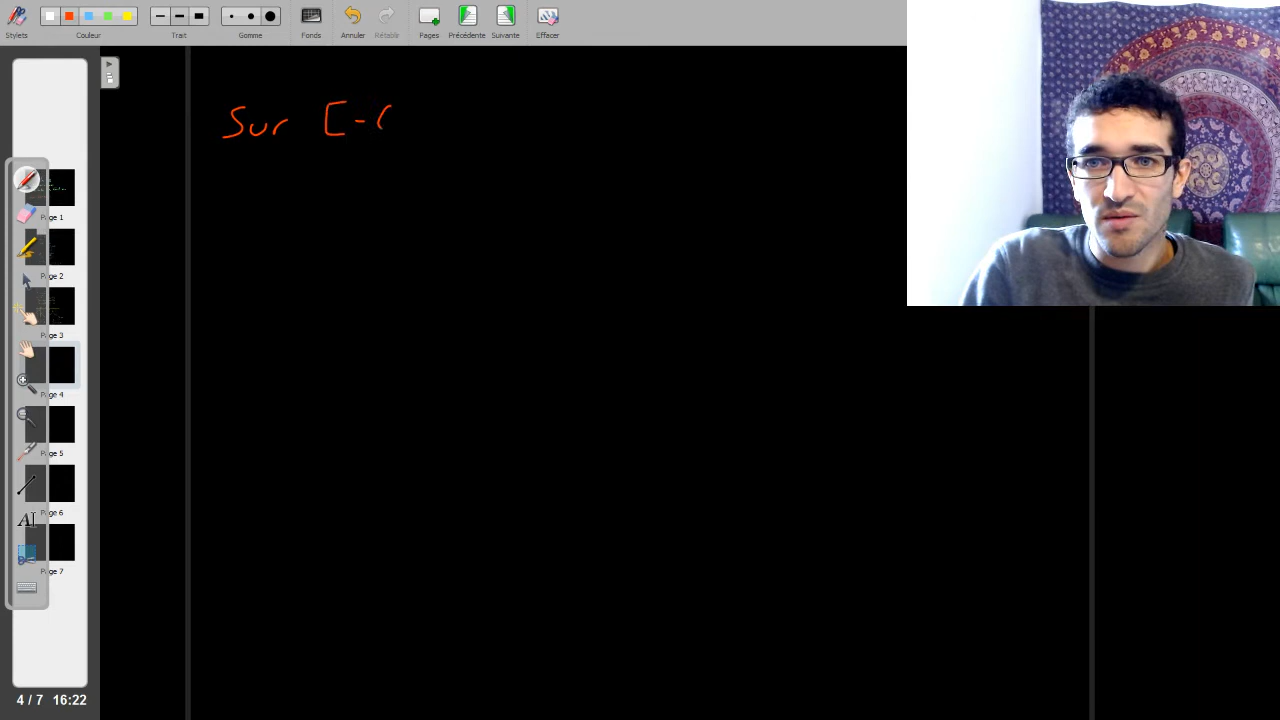 Stylets Couleur Trait Gomme Fonds Annuler Rétablir Pages Précédente Suivante Effacer
Sur [-(
Page 1
Page 2
Page 3
Page 4
Page 5
Page 6
Page 7
4 / 7 16:22